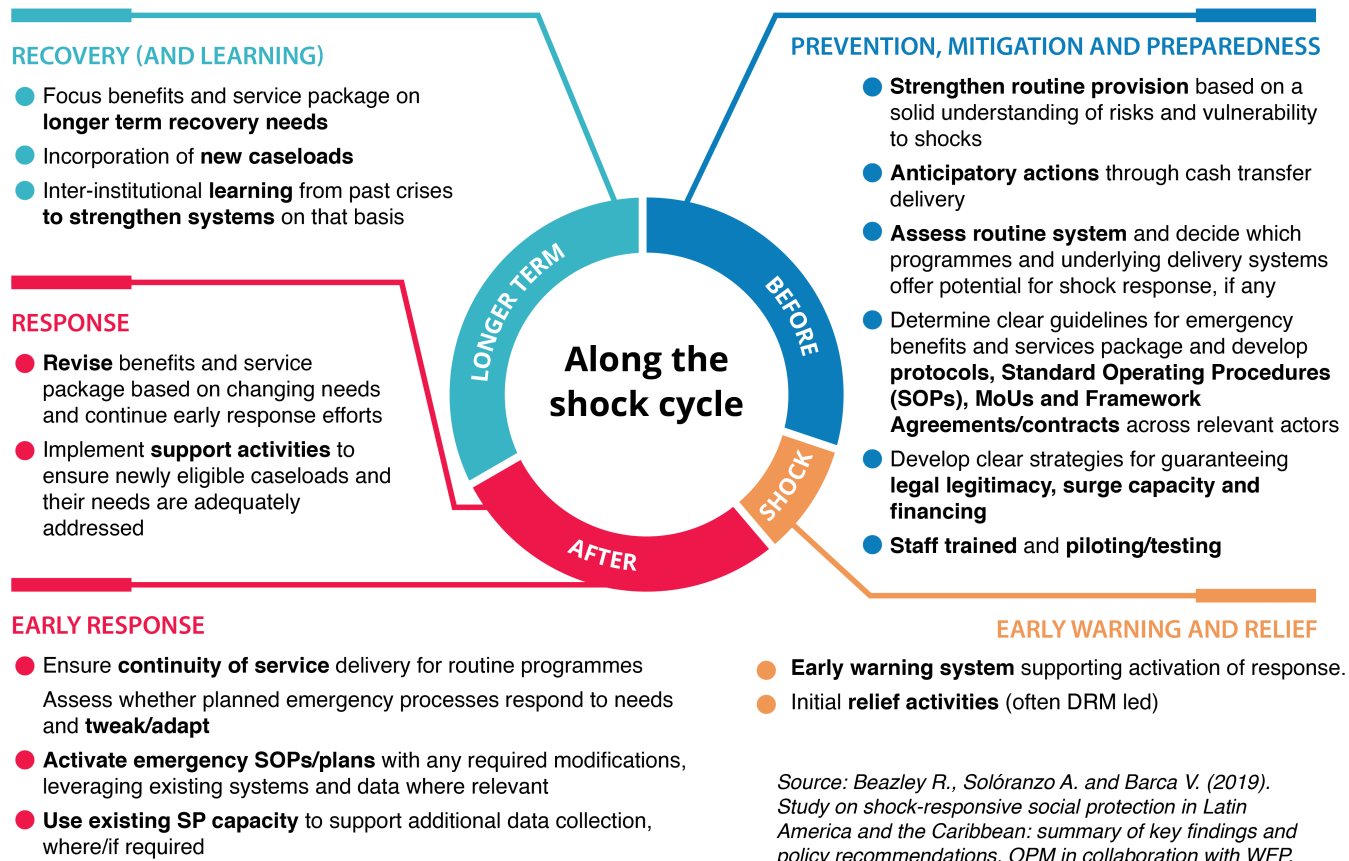 RECOVERY (AND LEARNING)
Focus benefits and service package on
longer term recovery needs
Incorporation of new caseloads
Inter-institutional learning from past crises
to strengthen systems on that basis
RESPONSE
Revise benefits and service
package based on changing needs
and continue early response efforts
Implement support activities to
ensure newly eligible caseloads and
their needs are adequately
addressed
EARLY RESPONSE
Ensure continuity of service delivery for routine programmes
Assess whether planned emergency processes respond to needs
and tweak/adapt
Activate emergency SOPs/plans with any required modifications,
leveraging existing systems and data where relevant
Use existing SP capacity to support additional data collection,
where/if required
LONGER TERM
BEFORE
SHOCK
AFTER
Along the
shock cycle
PREVENTION, MITIGATION AND PREPAREDNESS
Strengthen routine provision based on a
solid understanding of risks and vulnerability
to shocks
Anticipatory actions through cash transfer
delivery
Assess routine system and decide which
programmes and underlying delivery systems
offer potential for shock response, if any
Determine clear guidelines for emergency
benefits and services package and develop
protocols, Standard Operating Procedures
(SOPs), MoUs and Framework
Agreements/contracts across relevant actors
Develop clear strategies for guaranteeing
legal legitimacy, surge capacity and
financing
Staff trained and piloting/testing
EARLY WARNING AND RELIEF
Early warning system supporting activation of response.
Initial relief activities (often DRM led)
Source: Beazley R., Solóranzo A. and Barca V. (2019).
Study on shock-responsive social protection in Latin
America and the Caribbean: summary of key findings and
policy recommendations. OPM in collaboration with WFP.